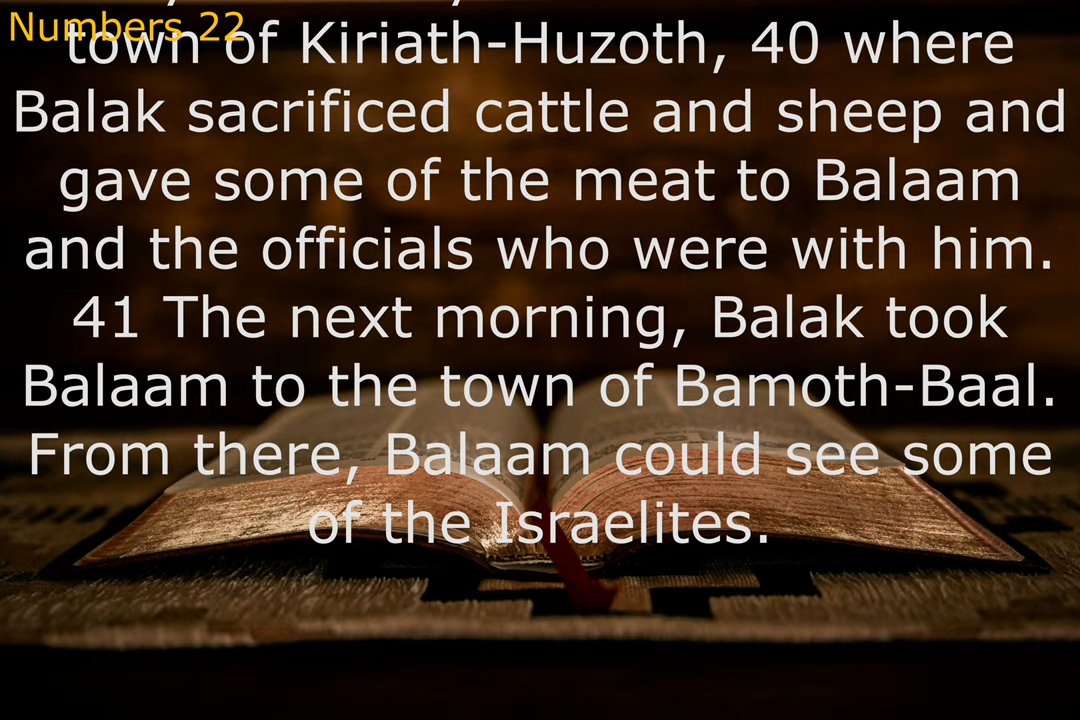 Numbers 22
town of Kiriath-Huzoth, 40 where
Balak sacrificed cattle and sheep and
gave some of the meat to Balaam
and the officials who were with him.
41 The next morning, Balak took
Balaam to the town of Bamoth-Baal.
From there, Balaam could see some
of the Israelites.